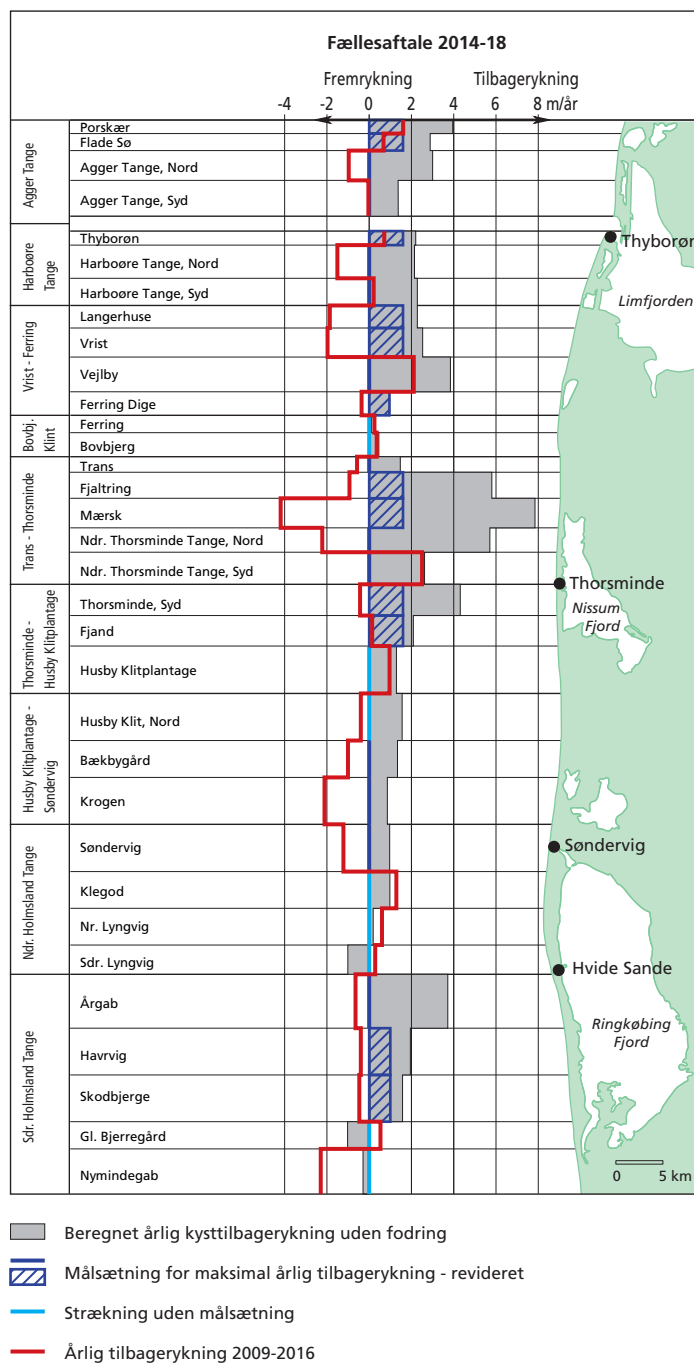 Fællesaftale 2014-18
Fremrykning
Tilbagerykning
-4 -2 0 2 4 6 8 m/år
Agger Tange
Porskær
Flade Sø
Agger Tange, Nord
Agger Tange, Syd
Harboøre
Tange
Thyborøn
Harboøre Tange, Nord
Harboøre Tange, Syd
Vrist - Ferring
Langerhuse
Vrist
Vejlby
Ferring Dige
Bovbj.
Klint
Ferring
Bovbjerg
Trans - Thorsminde
Trans
Fjaltring
Mærsk
Ndr. Thorsminde Tange, Nord
Ndr. Thorsminde Tange, Syd
Thorsminde -
Husby Klitplantage
Thorsminde, Syd
Fjand
Husby Klitplantage
Husby Klitplantage -
Søndervig
Husby Klit, Nord
Bækbygård
Krogen
Ndr. Holmsland Tange
Søndervig
Klegod
Nr. Lyngvig
Sdr. Lyngvig
Sdr. Holmsland Tange
Årgab
Havrvig
Skodbjerge
Gl. Bjerregård
Nymindegab
Thyborøn
Limfjorden
Thorsminde
Nissum
Fjord
Søndervig
Hvide Sande
Ringkøbing
Fjord
0 5 km
Beregnet årlig kysttilbagerykning uden fodring
Målsætning for maksimal årlig tilbagerykning - revideret
Strækning uden målsætning
Årlig tilbagerykning 2009-2016